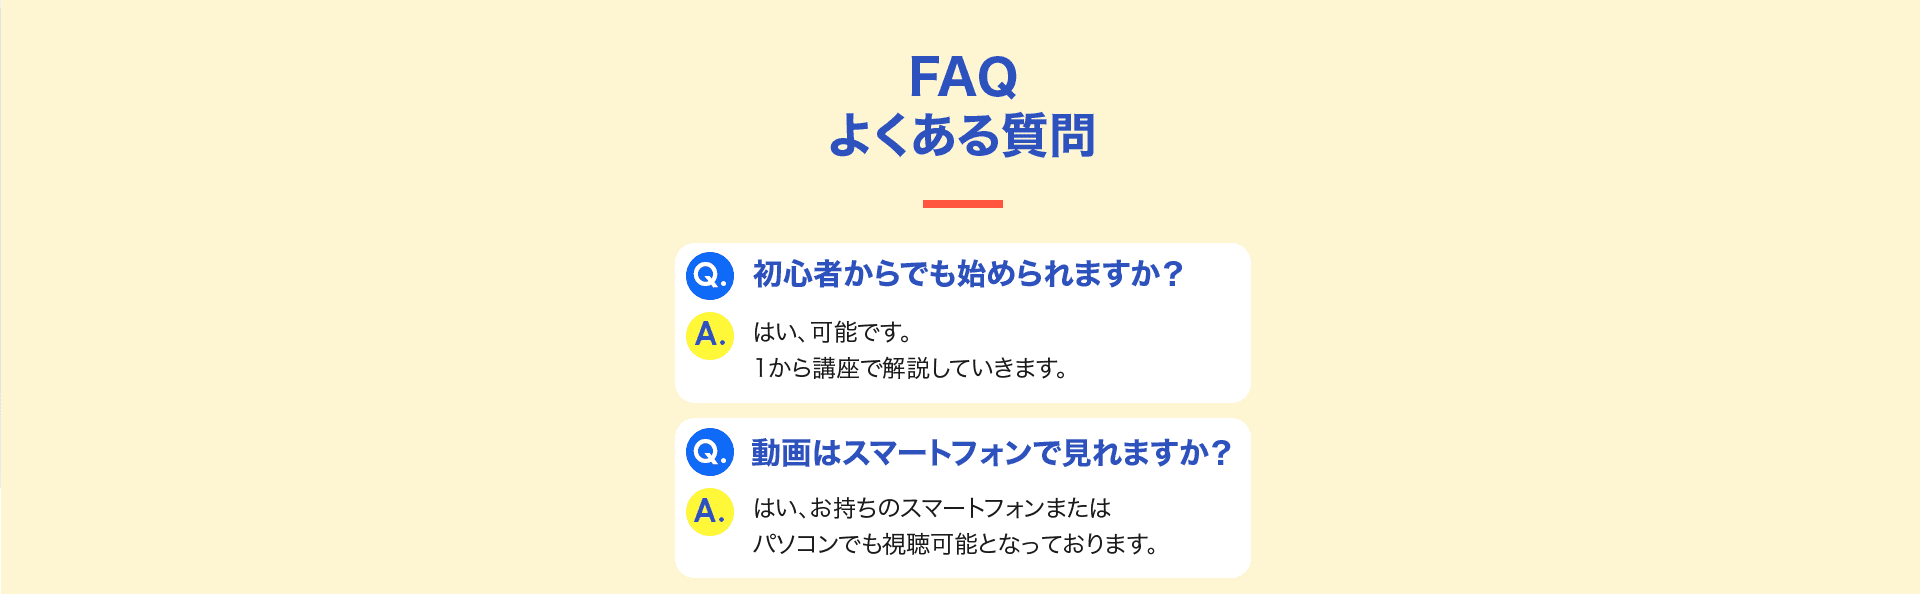 FAQ
よくある質問
Q. 初心者からでも始められますか？
A. はい、可能です。
1から講座で解説していきます。
Q. 動画はスマートフォンで見れますか？
A. はい、お持ちのスマートフォンまたは
パソコンでも視聴可能となっております。